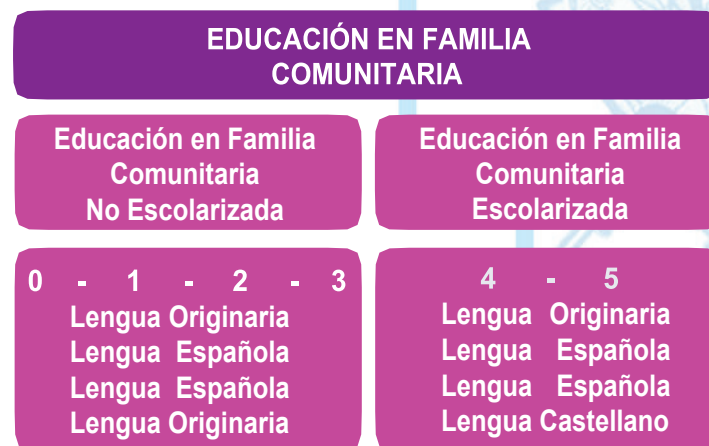 EDUCACIÓN EN FAMILIA
COMUNITARIA
Educación en Familia
Comunitaria
No Escolarizada
Educación en Familia
Comunitaria
Escolarizada
0 - 1 - 2 - 3
Lengua Originaria
Lengua Española
Lengua Española
Lengua Originaria
4 - 5
Lengua Originaria
Lengua Española
Lengua Española
Lengua Castellano